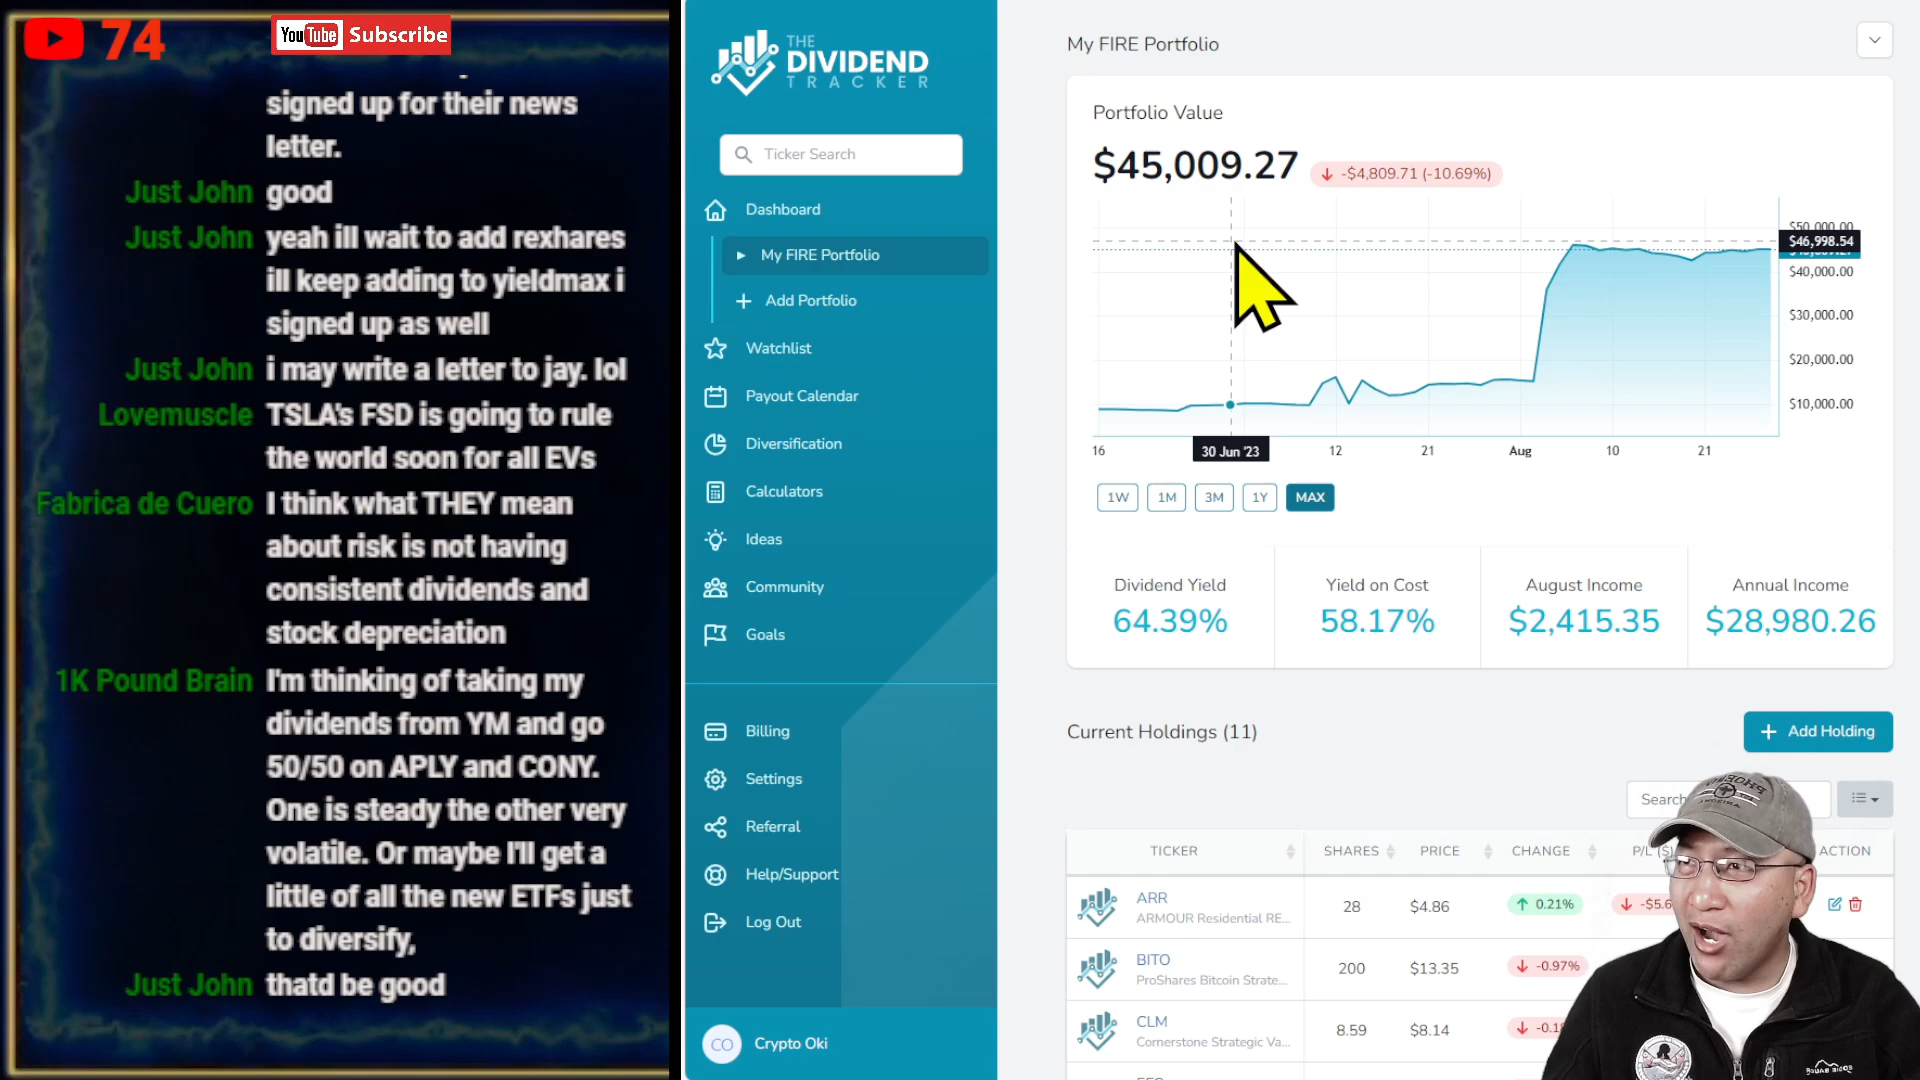 74
YouTube Subscribe
signed up for their news
letter.
Just John good
Just John yeah ill wait to add rexhares
ill keep adding to yieldmax i
signed up as well
Just John i may write a letter to jay. lol
Lovemuscle TSLA's FSD is going to rule
the world soon for all EVs
Fabrica de Cuero I think what THEY mean
about risk is not having
consistent dividends and
stock depreciation
1K Pound Brain I'm thinking of taking my
dividends from YM and go
50/50 on APLY and CONY.
One is steady the other very
volatile. Or maybe I'll get a
little of all the new ETFs just
to diversify,
Just John thatd be good
THE
DIVIDEND
TRACKER
Ticker Search
Dashboard
My FIRE Portfolio
Add Portfolio
Watchlist
Payout Calendar
Diversification
Calculators
Ideas
Community
Goals
Billing
Settings
Referral
Help/Support
Log Out
CO Crypto Oki
My FIRE Portfolio
Portfolio Value
$45,009.27 -$4,809.71 (-10.69%)
$50,000.00
$46,998.54
$40,000.00
$30,000.00
$20,000.00
$10,000.00
16 30 Jun '23 12 21 Aug 10 21
1W 1M 3M 1Y MAX
Dividend Yield Yield on Cost August Income Annual Income
64.39% 58.17% $2,415.35 $28,980.26
Current Holdings (11) + Add Holding
Search
TICKER SHARES PRICE CHANGE P/L ($) ACTION
ARR 28 $4.86 0.21% -$5.6
ARMOUR Residential RE...
BITO 200 $13.35 -0.97%
ProShares Bitcoin Strate...
CLM 8.59 $8.14 -0.1
Cornerstone Strategic Va...